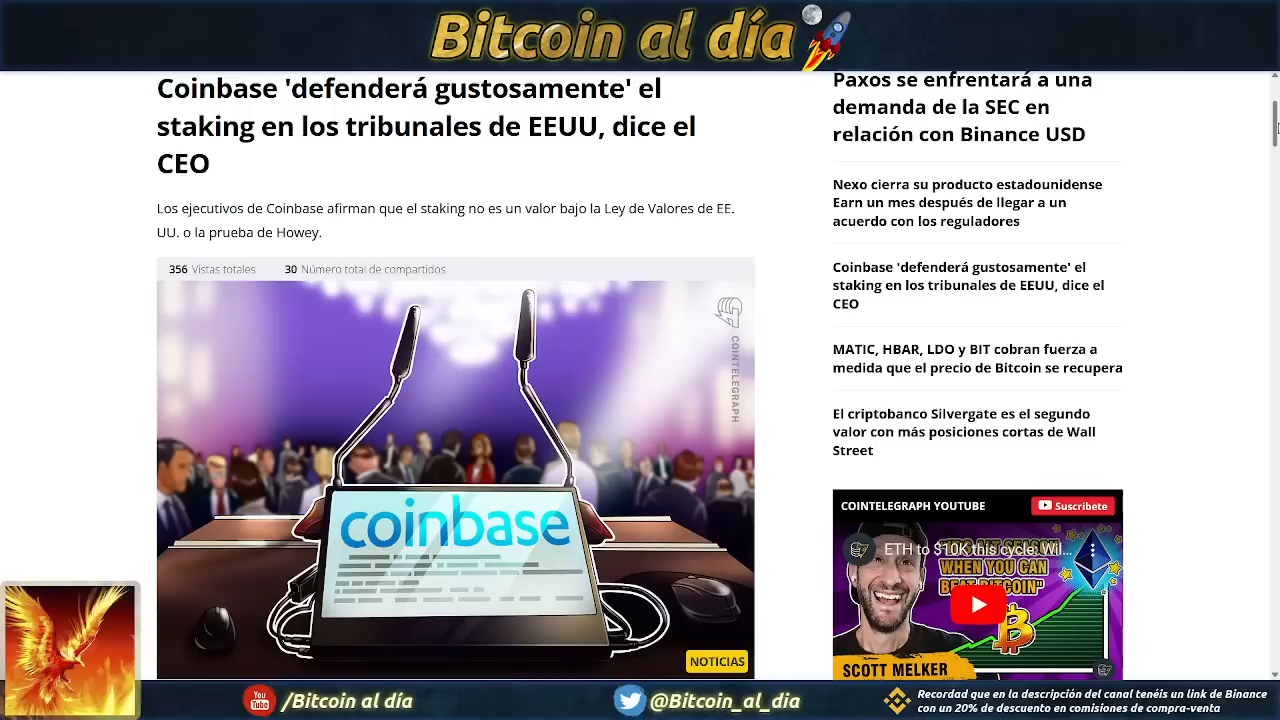 Bitcoin al día
Coinbase 'defenderá gustosamente' el
staking en los tribunales de EEUU, dice el
CEO
Los ejecutivos de Coinbase afirman que el staking no es un valor bajo la Ley de Valores de EE.
UU. o la prueba de Howey.
356 Vistas totales
30 Número total de compartidos
COINTELEGRAPH
coinbase
NOTICIAS
Paxos se enfrentará a una
demanda de la SEC en
relación con Binance USD
Nexo cierra su producto estadounidense
Earn un mes después de llegar a un
acuerdo con los reguladores
Coinbase 'defenderá gustosamente' el
staking en los tribunales de EEUU, dice el
CEO
MATIC, HBAR, LDO y BIT cobran fuerza a
medida que el precio de Bitcoin se recupera
El criptobanco Silvergate es el segundo
valor con más posiciones cortas de Wall
Street
COINTELEGRAPH YOUTUBE
Suscríbete
ETH to $10K this cycle, Wil...
WHEN YOU CAN
BEAT BITCOIN"
SCOTT MELKER
You
Tube
/Bitcoin al día
@Bitcoin_al_dia
Recordad que en la descripción del canal tenéis un link de Binance
con un 20% de descuento en comisiones de compra-venta